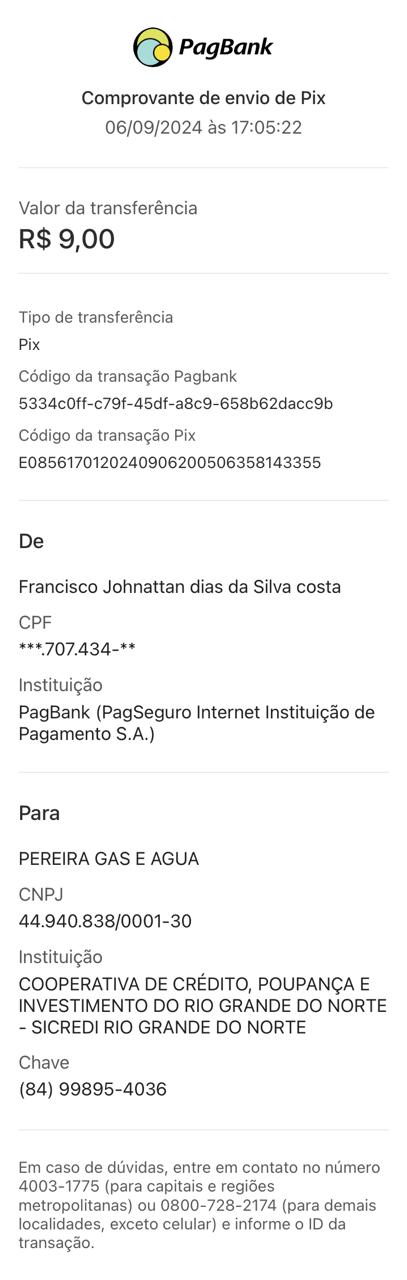 PagBank
Comprovante de envio de Pix
06/09/2024 às 17:05:22
Valor da transferência
R$ 9,00
Tipo de transferência
Pix
Código da transação Pagbank
5334c0ff-c79f-45df-a8c9-658b62dacc9b
Código da transação Pix
E08561701202409062005063581​43355
De
Francisco Johnattan dias da Silva costa
CPF
***.707.434-**
Instituição
PagBank (PagSeguro Internet Instituição de
Pagamento S.A.)
Para
PEREIRA GAS E AGUA
CNPJ
44.940.838/0001-30
Instituição
COOPERATIVA DE CRÉDITO, POUPANÇA E
INVESTIMENTO DO RIO GRANDE DO NORTE
- SICREDI RIO GRANDE DO NORTE
Chave
(84) 99895-4036
Em caso de dúvidas, entre em contato no número
4003-1775 (para capitais e regiões
metropolitanas) ou 0800-728-2174 (para demais
localidades, exceto celular) e informe o ID da
transação.